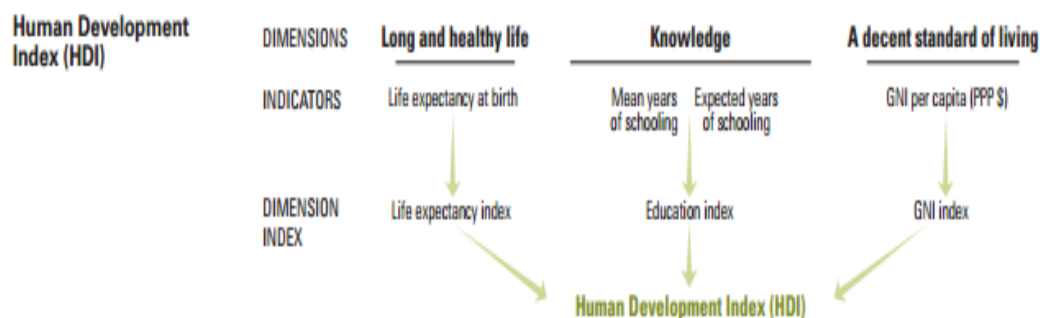 Human Development
Index (HDI)
DIMENSIONS Long and healthy life Knowledge A decent standard of living
INDICATORS Life expectancy at birth Mean years Expected years GNI per capita (PPP $)
of schooling of schooling
DIMENSION Life expectancy index Education index GNI index
INDEX
Human Development Index (HDI)